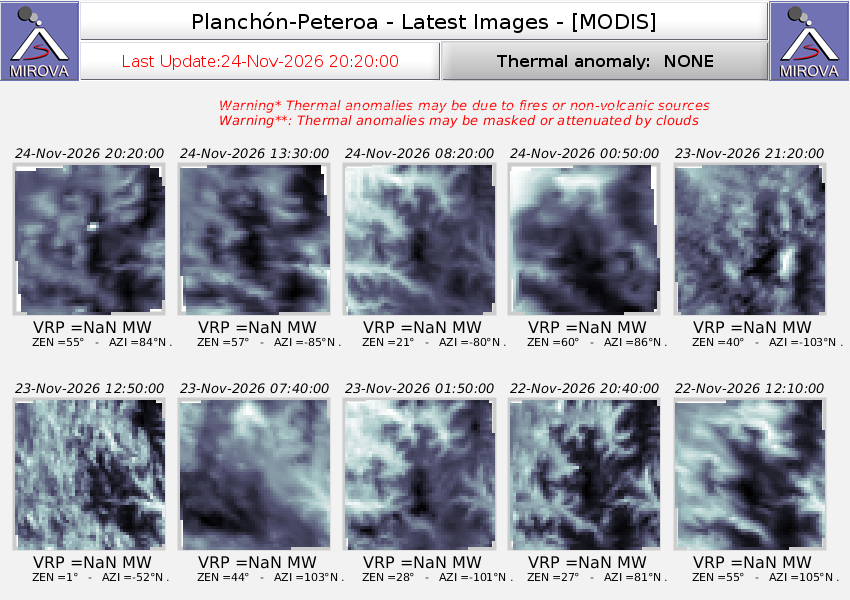 Planchón-Peteroa - Latest Images - [MODIS]
MIROVA
Last Update:24-Nov-2026 20:20:00
Thermal anomaly: NONE
MIROVA
Warning* Thermal anomalies may be due to fires or non-volcanic sources
Warning**: Thermal anomalies may be masked or attenuated by clouds
24-Nov-2026 20:20:00
24-Nov-2026 13:30:00
24-Nov-2026 08:20:00
24-Nov-2026 00:50:00
23-Nov-2026 21:20:00
VRP =NaN MW
VRP =NaN MW
VRP =NaN MW
VRP =NaN MW
VRP =NaN MW
ZEN =55° - AZI =84°N .
ZEN =57° - AZI =-85°N .
ZEN =21° - AZI =-80°N .
ZEN =60° - AZI =86°N .
ZEN =40° - AZI =-103°N .
23-Nov-2026 12:50:00
23-Nov-2026 07:40:00
23-Nov-2026 01:50:00
22-Nov-2026 20:40:00
22-Nov-2026 12:10:00
VRP =NaN MW
VRP =NaN MW
VRP =NaN MW
VRP =NaN MW
VRP =NaN MW
ZEN =1° - AZI =-52°N .
ZEN =44° - AZI =103°N .
ZEN =28° - AZI =-101°N .
ZEN =27° - AZI =81°N .
ZEN =55° - AZI =105°N .